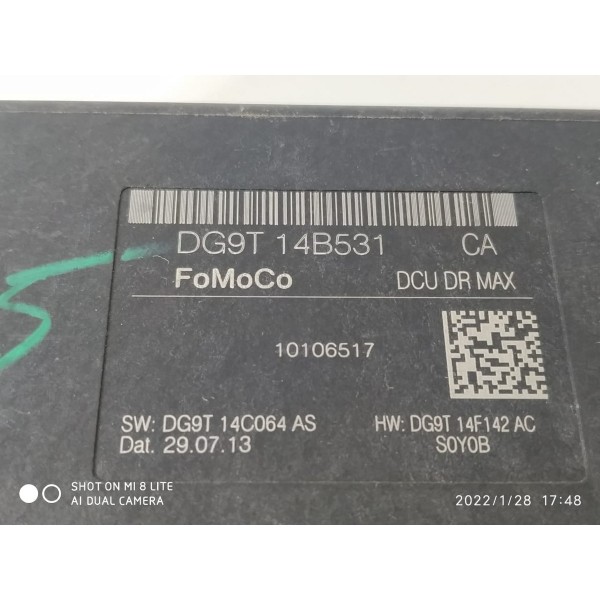 DG9T 14B531 CA
FoMoCo DCU DR MAX
10106517
SW: DG9T 14C064 AS HW: DG9T 14F142 AC
Dat. 29.07.13 S0Y0B
5
SHOT ON MI 8 LITE
AI DUAL CAMERA
2022/1/28 17:48